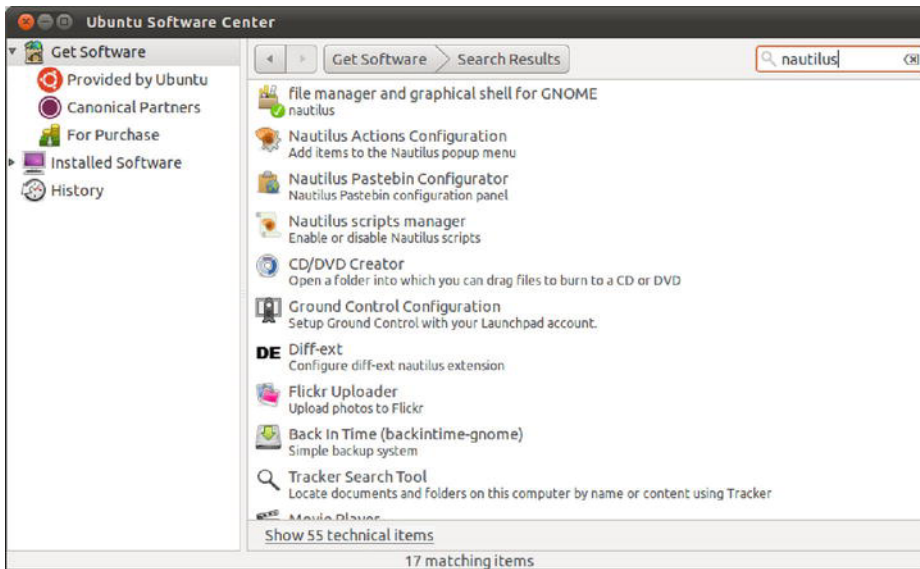 Ubuntu Software Center
Get Software
Provided by Ubuntu
Canonical Partners
For Purchase
Installed Software
History
Get Software
Search Results
nautilus
file manager and graphical shell for GNOME
nautilus
Nautilus Actions Configuration
Add items to the Nautilus popup menu
Nautilus Pastebin Configurator
Nautilus Pastebin configuration panel
Nautilus scripts manager
Enable or disable Nautilus scripts
CD/DVD Creator
Open a folder into which you can drag files to burn to a CD or DVD
Ground Control Configuration
Setup Ground Control with your Launchpad account.
DE Diff-ext
Configure diff-ext nautilus extension
Flickr Uploader
Upload photos to Flickr
Back In Time (backintime-gnome)
Simple backup system
Tracker Search Tool
Locate documents and folders on this computer by name or content using Tracker
Movie Player
Show 55 technical items
17 matching items